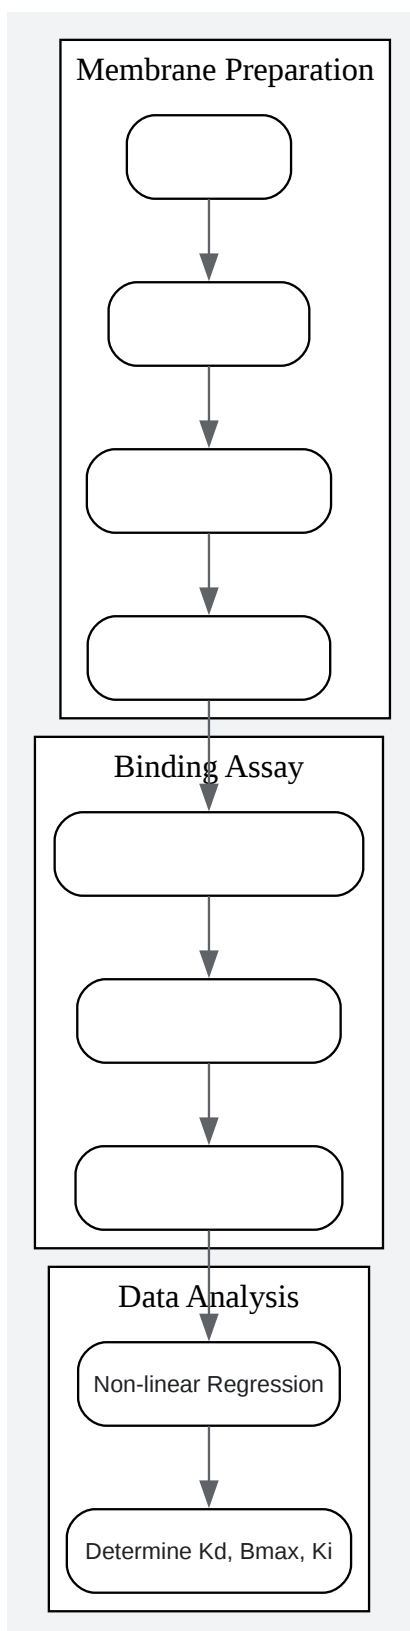 Membrane Preparation
Binding Assay
Data Analysis
Non-linear Regression
Determine Kd, Bmax, Ki